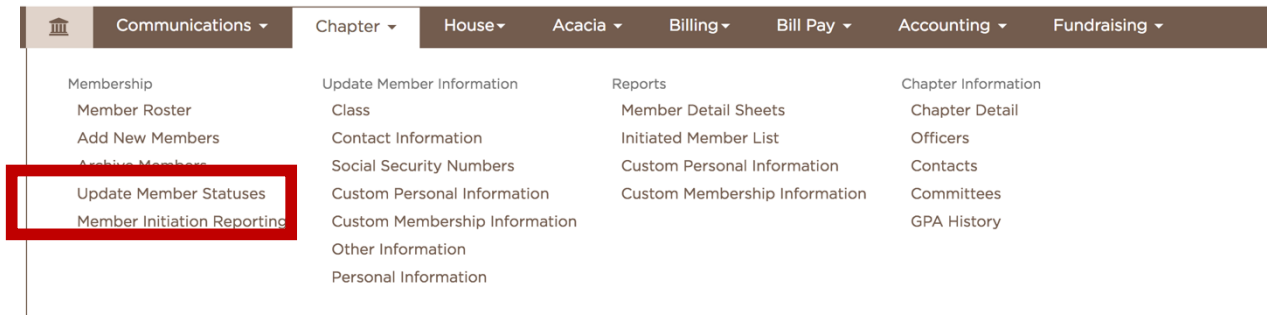 Communications Chapter House Acacia Billing Bill Pay Accounting Fundraising
Membership
Member Roster
Add New Members
Archive Members
Update Member Statuses
Member Initiation Reporting
Update Member Information
Class
Contact Information
Social Security Numbers
Custom Personal Information
Custom Membership Information
Other Information
Personal Information
Reports
Member Detail Sheets
Initiated Member List
Custom Personal Information
Custom Membership Information
Chapter Information
Chapter Detail
Officers
Contacts
Committees
GPA History